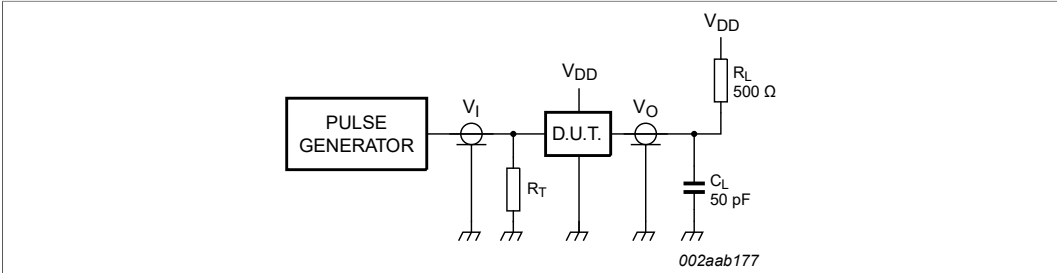 V_DD
R_L
500 Ω
V_DD
V_I
V_O
PULSE
GENERATOR
D.U.T.
R_T
C_L
50 pF
002aab177